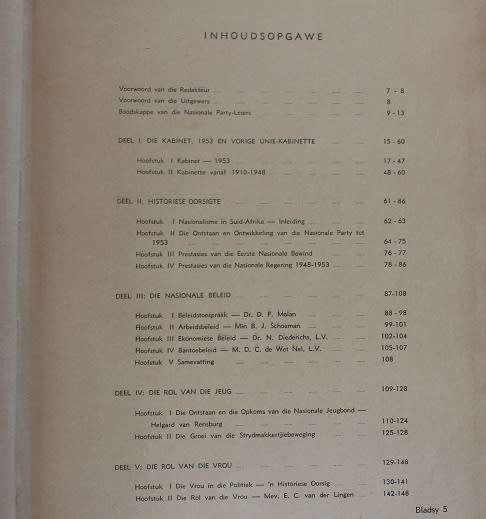 INHOUDSOPGAWE
Voorwoord van die Redakteur 7 - 8
Voorwoord van die Uitgewers 8
Boodskappe van die Nasionale Party-Leiers 9 - 13
DEEL I: DIE KABINET, 1953 EN VORIGE UNIE-KABINETTE 15 - 60
Hoofstuk I Kabinet — 1953 17 - 47
Hoofstuk II Kabinette vanaf 1910-1948 48 - 60
DEEL II: HISTORIESE OORSIGTE 61 - 86
Hoofstuk I Nasionalisme in Suid-Afrika — Inleiding 62 - 63
Hoofstuk II Die Ontstaan en Ontwikkeling van die Nasionale Party tot
1953 64 - 75
Hoofstuk III Prestasies van die Eerste Nasionale Bewind 76 - 77
Hoofstuk IV Prestasies van die Nasionale Regering 1948-1953 78 - 86
DEEL III: DIE NASIONALE BELEID 87-108
Hoofstuk I Beleidstoespraak — Dr. D. F. Malan 88 - 98
Hoofstuk II Arbeidsbeleid — Min B. J. Schoeman 99-101
Hoofstuk III Ekonomiese Beleid — Dr. N. Diederichs, L.V. 102-104
Hoofstuk IV Bantoebeleid — M. D. C. de Wet Nel, L.V. 105-107
Hoofstuk V Samevatting 108
DEEL IV: DIE ROL VAN DIE JEUG 109-128
Hoofstuk I Die Ontstaan en die Opkoms van die Nasionale Jeugbond —
Helgard van Rensburg 110-124
Hoofstuk II Die Groei van die Strydmakkertjiebeweging 125-128
DEEL V: DIE ROL VAN DIE VROU 129-148
Hoofstuk I Die Vrou in die Politiek — 'n Historiese Oorsig 130-141
Hoofstuk II Die Rol van die Vrou — Mev. E. C. van der Lingen 142-148
Bladsy 5